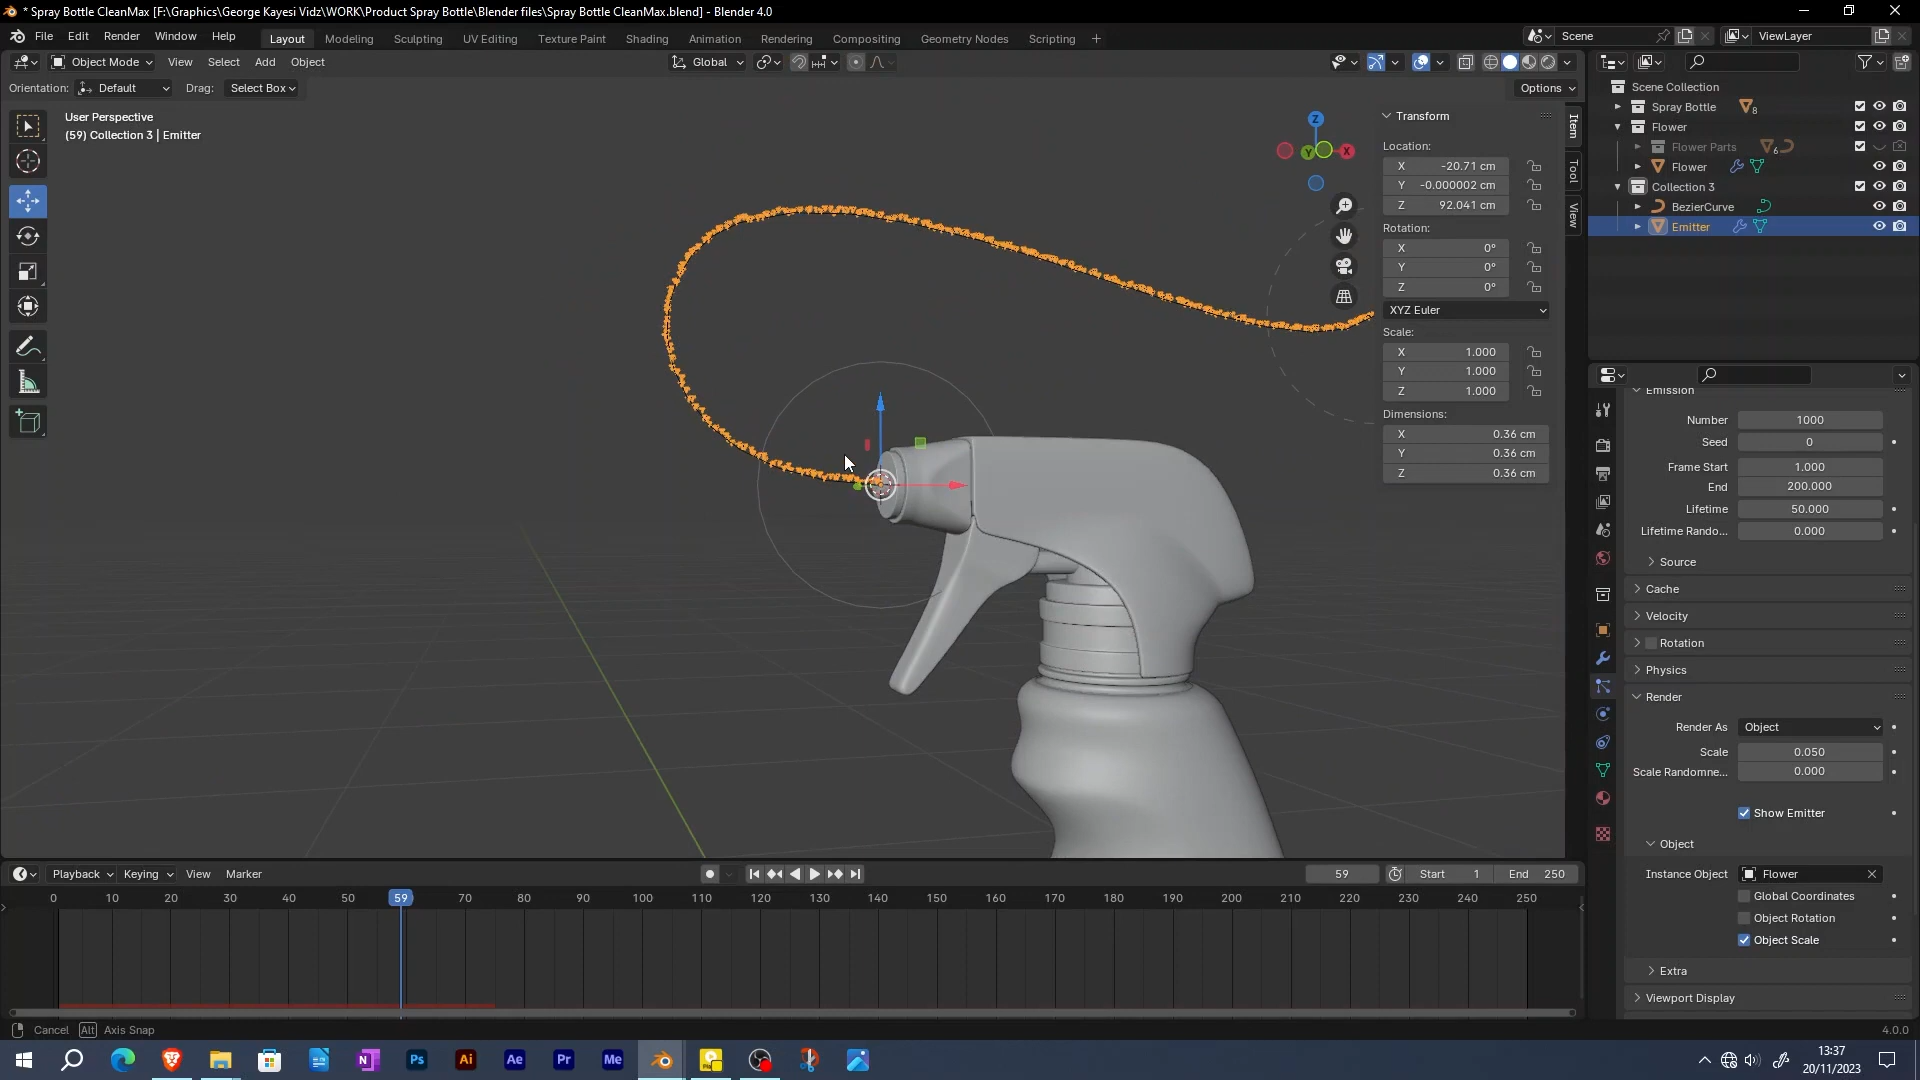 * Spray Bottle CleanMax [F:\Graphics\George Kayesi Vidz\WORK\Product Spray Bottle\Blender files\Spray Bottle CleanMax.blend] - Blender 4.0
File Edit Render Window Help Layout Modeling Sculpting UV Editing Texture Paint Shading Animation Rendering Compositing Geometry Nodes Scripting + Scene ViewLayer
Object Mode View Select Add Object Global
Orientation: Default Drag: Select Box Options
User Perspective
(59) Collection 3 | Emitter
Z
Y
X
Transform
Location:
X -20.71 cm
Y -0.000002 cm
Z 92.041 cm
Rotation:
X 0°
Y 0°
Z 0°
XYZ Euler
Scale:
X 1.000
Y 1.000
Z 1.000
Dimensions:
X 0.36 cm
Y 0.36 cm
Z 0.36 cm
Item
Tool
View
Scene Collection
Spray Bottle 8
Flower
Flower Parts 6
Flower
Collection 3
BezierCurve
Emitter
Emission
Number 1000
Seed 0
Frame Start 1.000
End 200.000
Lifetime 50.000
Lifetime Rando... 0.000
Source
Cache
Velocity
Rotation
Physics
Render
Render As Object
Scale 0.050
Scale Randomne... 0.000
Show Emitter
Object
Instance Object Flower
Global Coordinates
Object Rotation
Object Scale
Extra
Viewport Display
Playback Keying View Marker 59 Start 1 End 250
0 10 20 30 40 50 59 70 80 90 100 110 120 130 140 150 160 170 180 190 200 210 220 230 240 250
Cancel Alt Axis Snap 4.0.0
N Ps Ai Ae Pr Me
13:37
20/11/2023